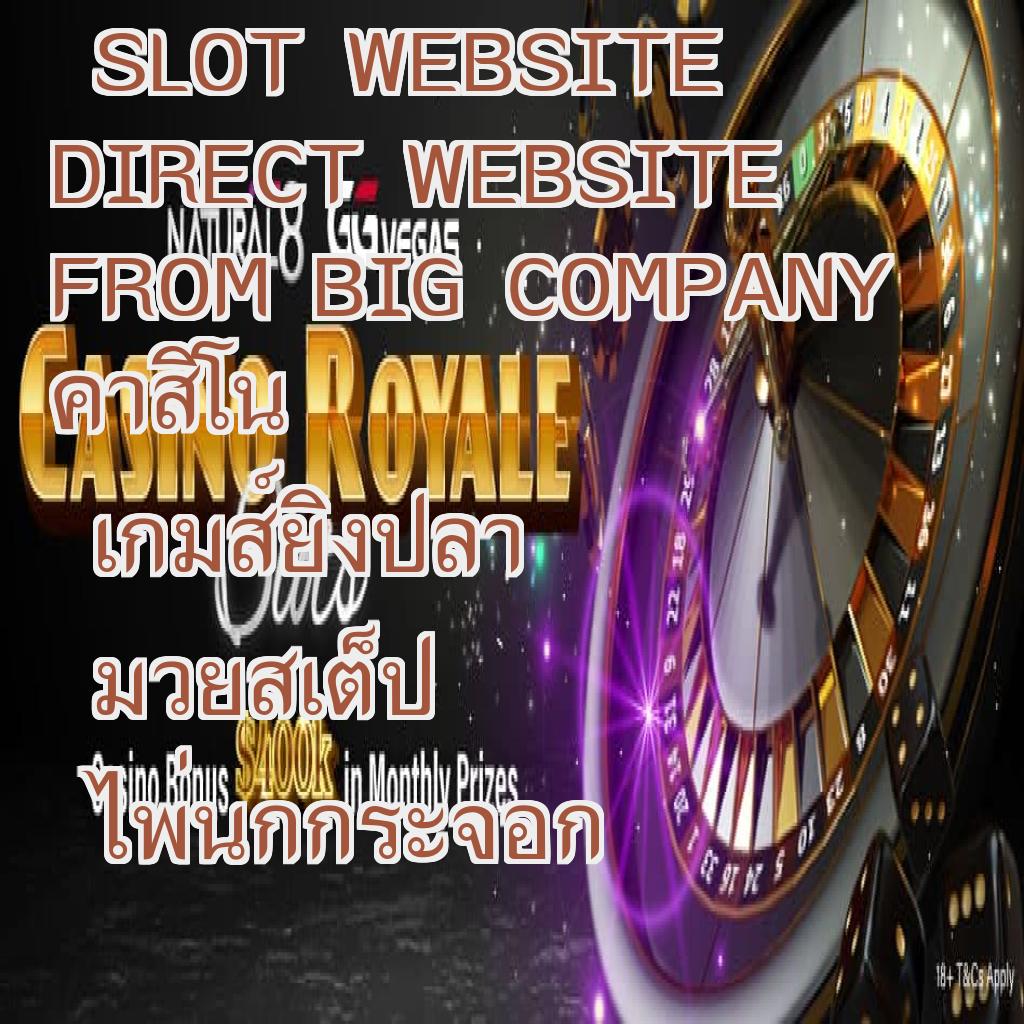 SLOT WEBSITE
DIRECT WEBSITE
NATURAL8 GGVEGAS
FROM BIG COMPANY
คาสิโน
CASINO ROYALE
เกมส์ยิงปลา
มวยสเต็ป
$400k
Casino Bonus in Monthly Prizes
ไพ่นกกระจอก
18+ T&Cs Apply